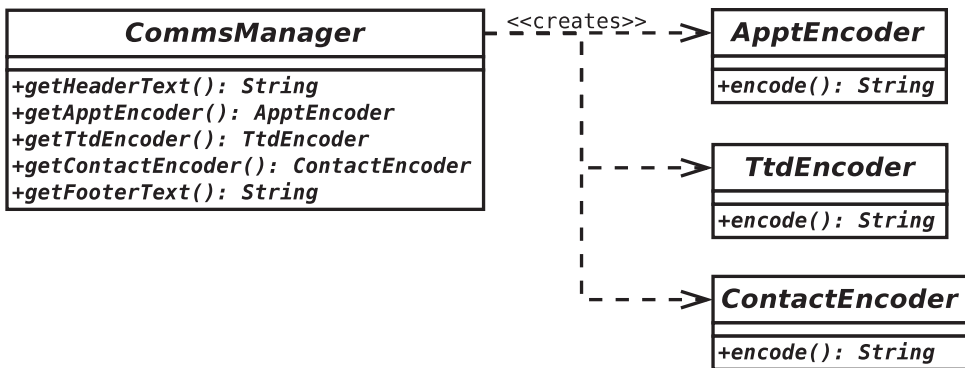 CommsManager
+getHeaderText(): String
+getApptEncoder(): ApptEncoder
+getTtdEncoder(): TtdEncoder
+getContactEncoder(): ContactEncoder
+getFooterText(): String
<<creates>>
ApptEncoder
+encode(): String
TtdEncoder
+encode(): String
ContactEncoder
+encode(): String